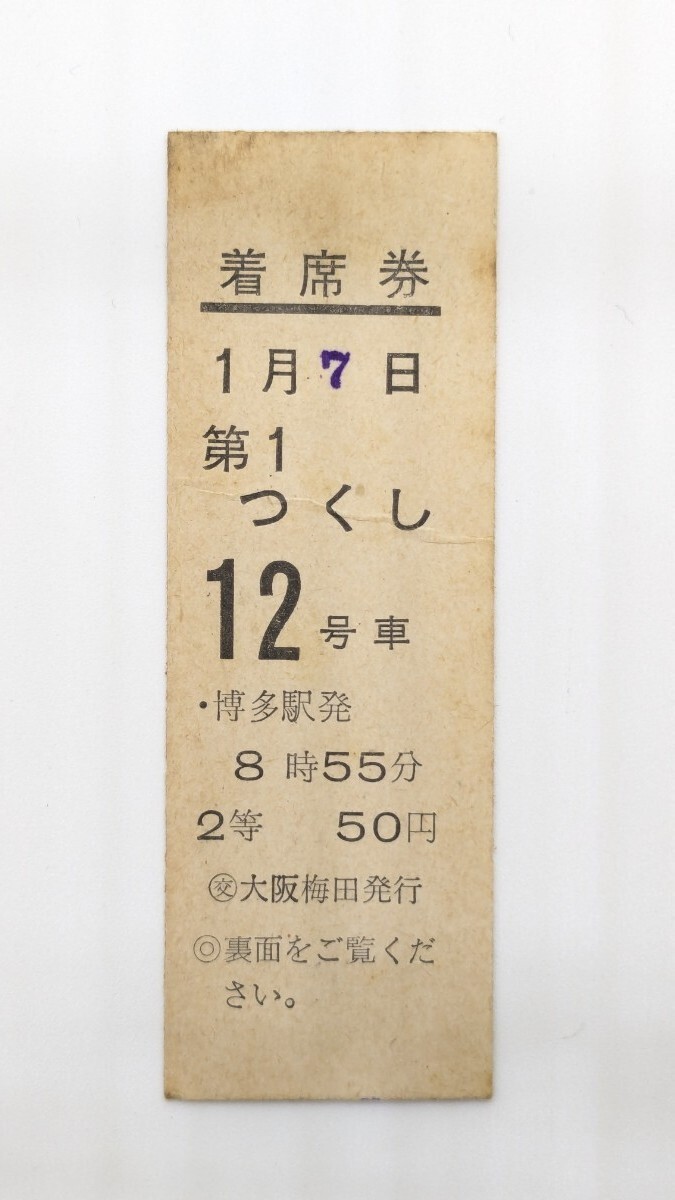 着席券
1月7日
第1
つくし
12号車
・博多駅発
8時55分
2等 50円
㊋大阪梅田発行
◎裏面をご覧くだ
さい。